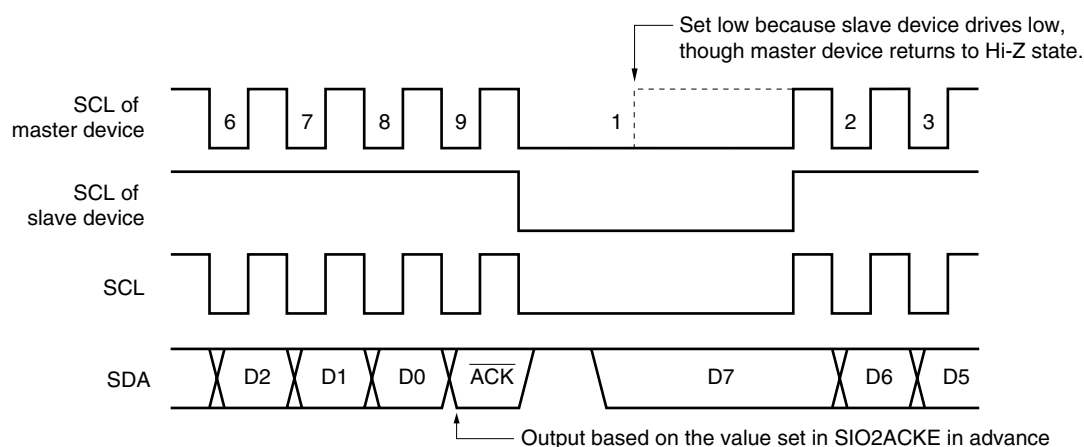 Set low because slave device drives low,
though master device returns to Hi-Z state.
SCL of
master device
6 7 8 9 1 2 3
SCL of
slave device
SCL
SDA
D2 D1 D0 ACK D7 D6 D5
Output based on the value set in SIO2ACKE in advance